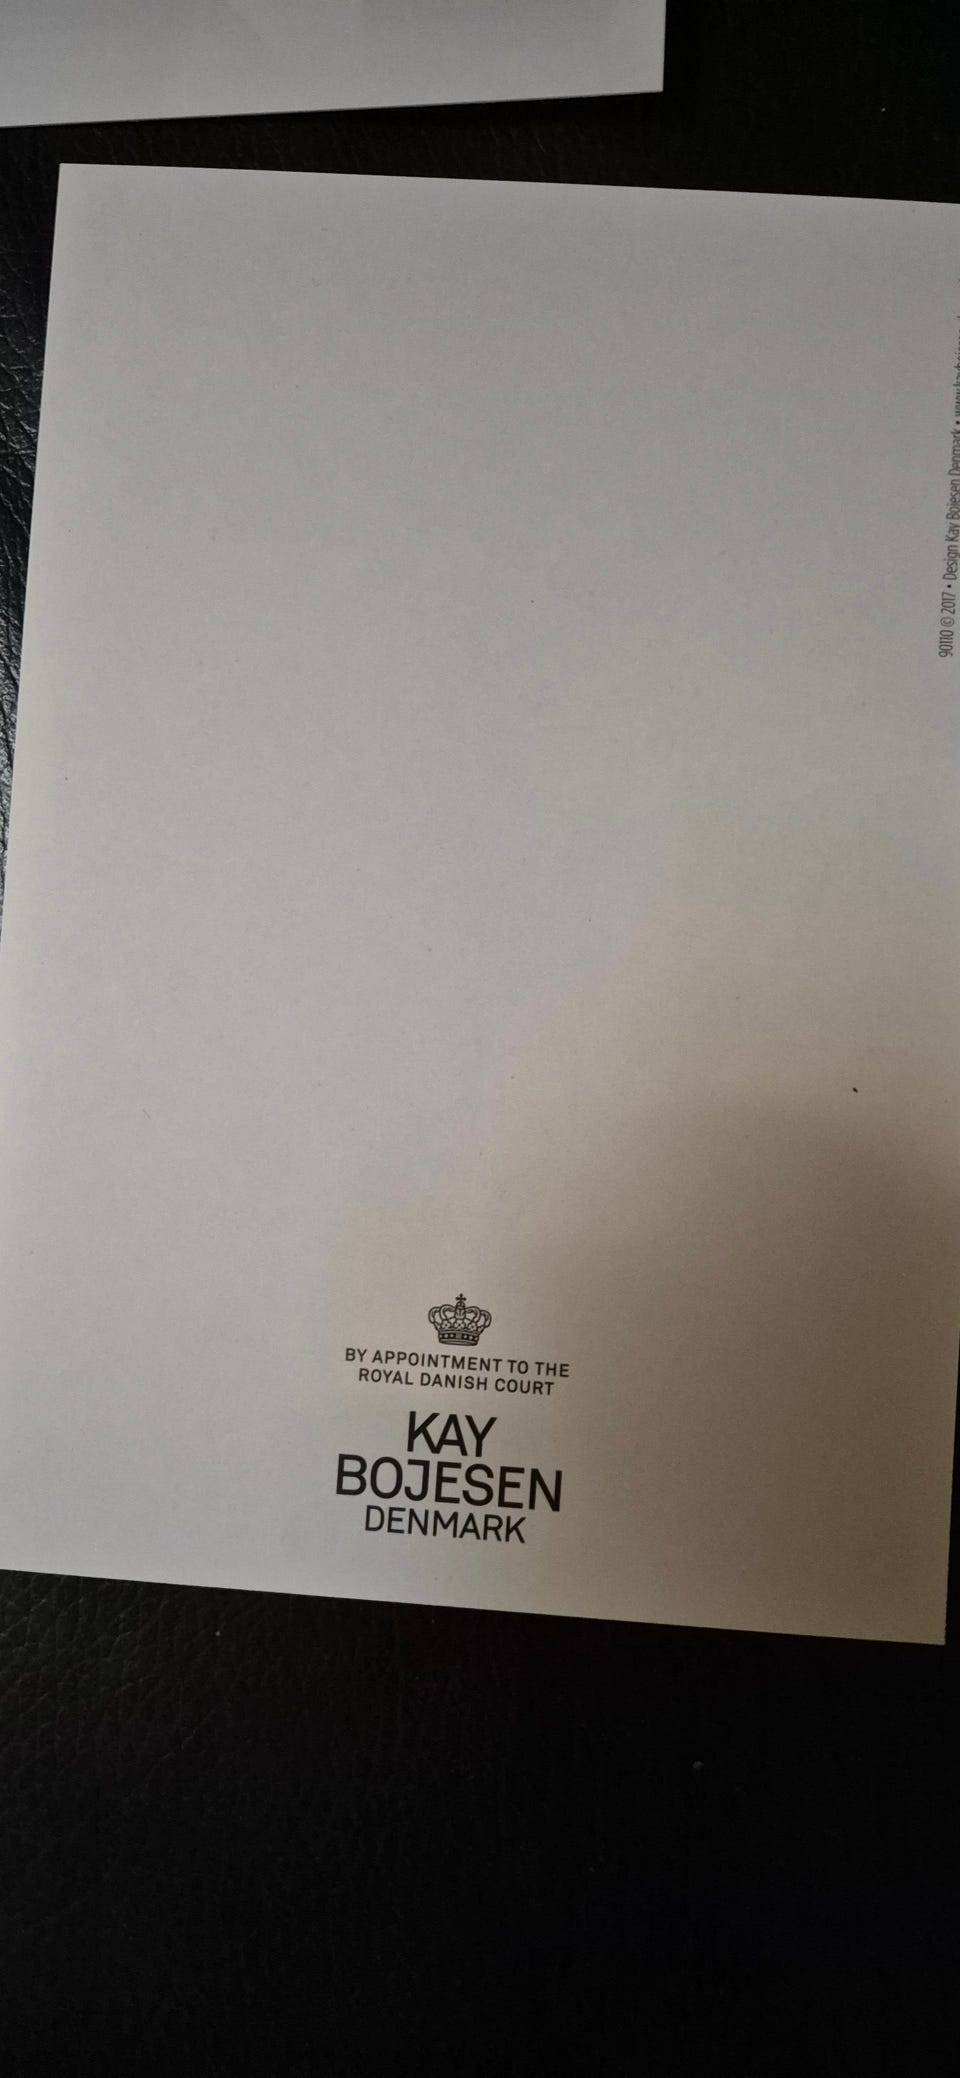 BY APPOINTMENT TO THE
ROYAL DANISH COURT
KAY
BOJESEN
DENMARK
90110 © 2017 • Design Kay Bojesen Denmark •